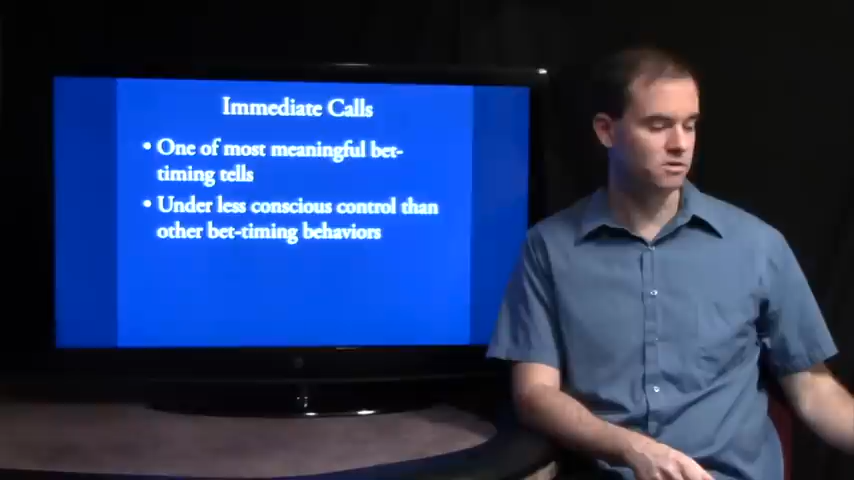 Immediate Calls
• One of most meaningful bet-
timing tells
• Under less conscious control than
other bet-timing behaviors